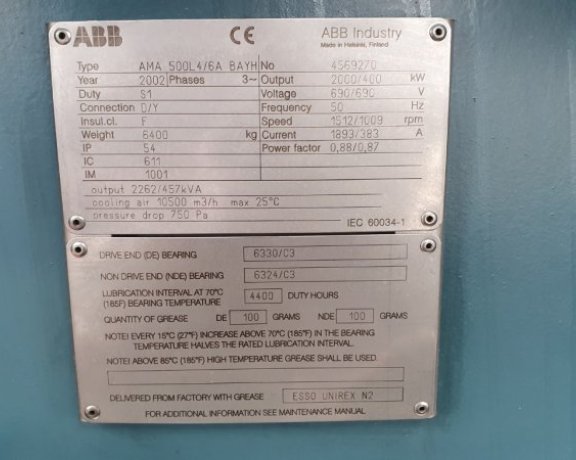 ABB CE ABB Industry
Made in Helsinki, Finland
Type AMA 500L4/6A BAYH No 4569270
Year 2002 Phases 3~ Output 2000/400 kW
Duty S1 Voltage 690/690 V
Connection D/Y Frequency 50 Hz
Insul.cl. F Speed 1512/1009 rpm
Weight 6400 kg Current 1893/383 A
IP 54 Power factor 0,88/0,87
IC 611
IM 1001
output 2262/457kVA
cooling air 10500 m3/h max 25°C
pressure drop 750 Pa
IEC 60034-1
DRIVE END (DE) BEARING 6330/C3
NON DRIVE END (NDE) BEARING 6324/C3
LUBRICATION INTERVAL AT 70°C
(185F) BEARING TEMPERATURE 4400 DUTY HOURS
QUANTITY OF GREASE DE 100 GRAMS NDE 100 GRAMS
NOTE! EVERY 15°C (27°F) INCREASE ABOVE 70°C (185°F) IN THE BEARING
TEMPERATURE HALVES THE RATED LUBRICATION INTERVAL.
NOTE! ABOVE 85°C (185°F) HIGH TEMPERATURE GREASE SHALL BE USED.
DELIVERED FROM FACTORY WITH GREASE ESSO UNIREX N2
FOR ADDITIONAL INFORMATION SEE MAINTENANCE MANUAL